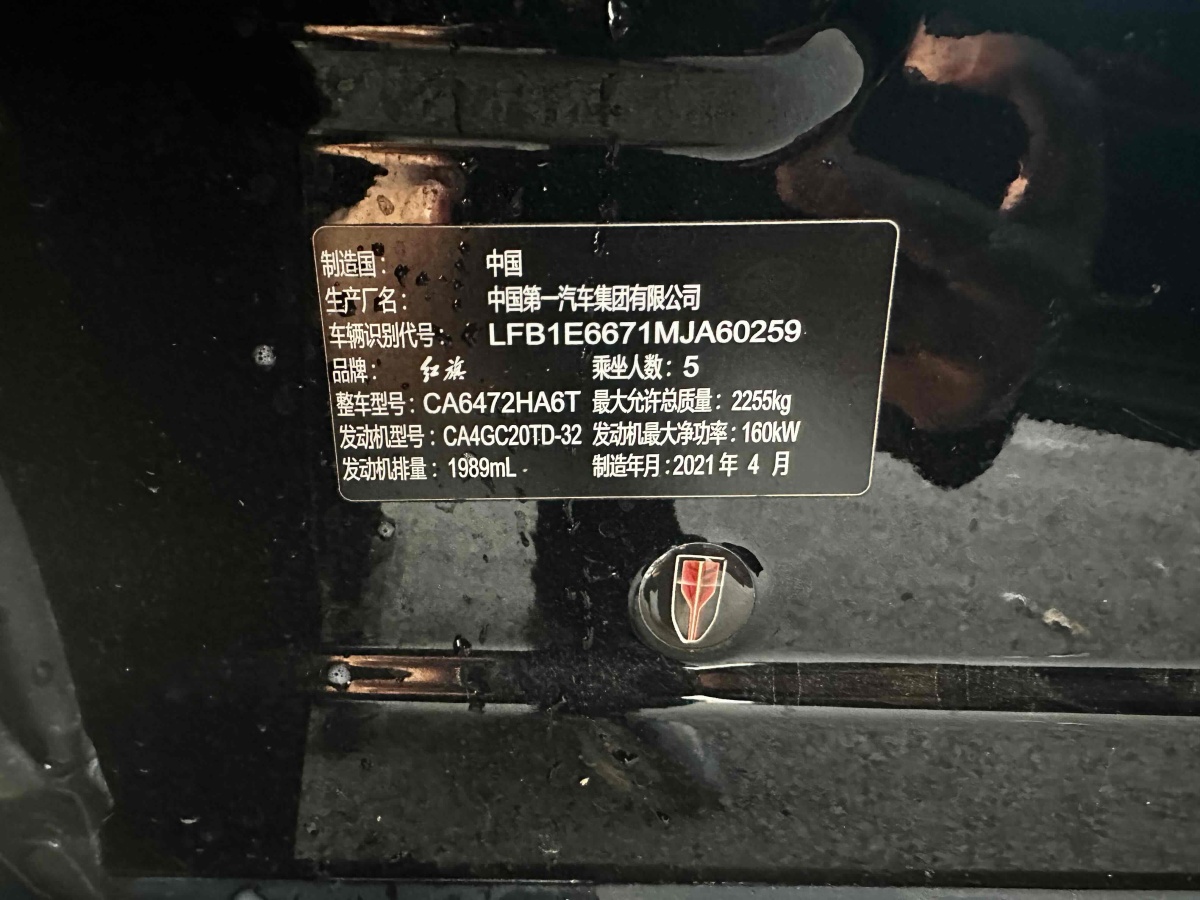 制造国：中国
生产厂名：中国第一汽车集团有限公司
车辆识别代号：LFB1E6671MJA60259
品牌：红旗 乘坐人数：5
整车型号：CA6472HA6T 最大允许总质量：2255kg
发动机型号：CA4GC20TD-32 发动机最大净功率：160kW
发动机排量：1989mL 制造年月：2021年 4 月